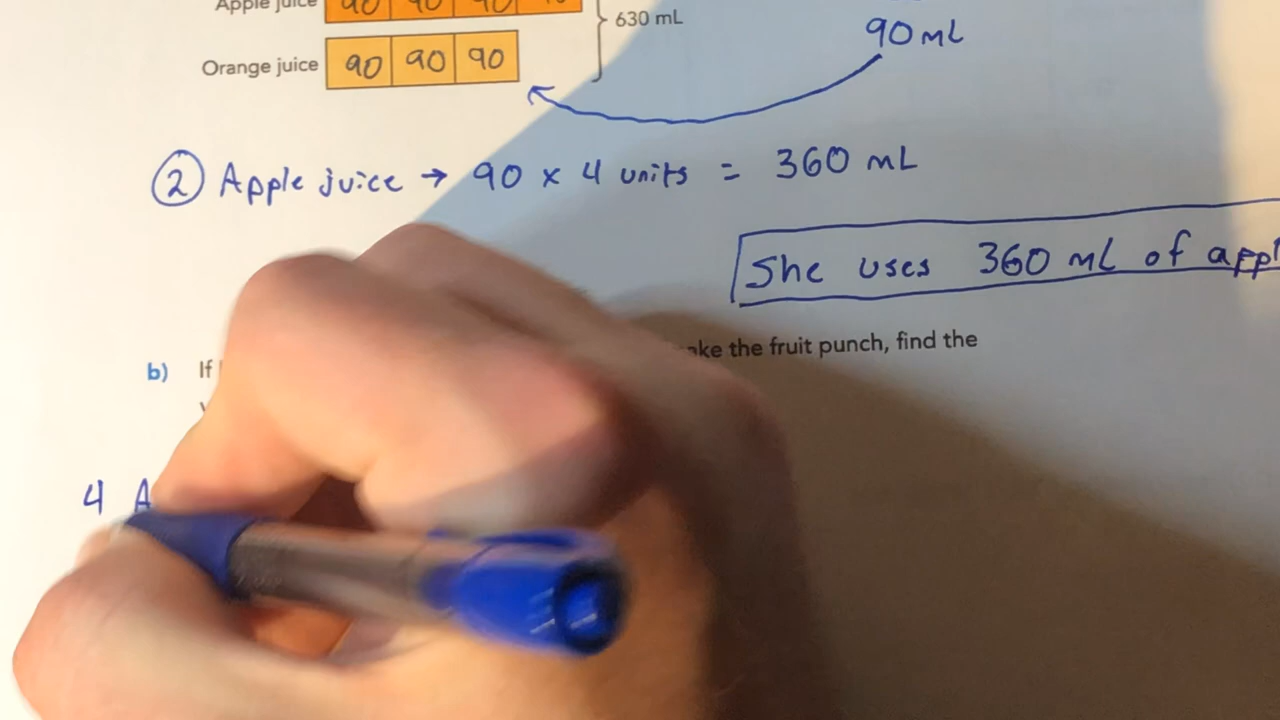 Apple juice 90 90 90 630 mL
90 mL
Orange juice 90 90 90
② Apple juice → 90 x 4 units = 360 mL
She uses 360 mL of appl
b) If ake the fruit punch, find the
4 A